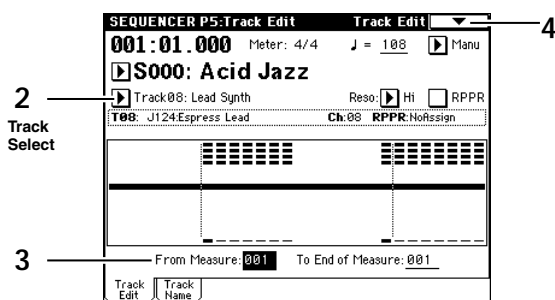 SEQUENCER P5:Track Edit Track Edit
4
001:01.000 Meter: 4/4 ♩ = 108 Manu
S000: Acid Jazz
2
Track08: Lead Synth Reso: Hi RPPR
Track
Select
T08: J124:Espress Lead Ch:08 RPPR:NoAssign
3
From Measure: 001 To End of Measure: 001
Track Edit
Track Name